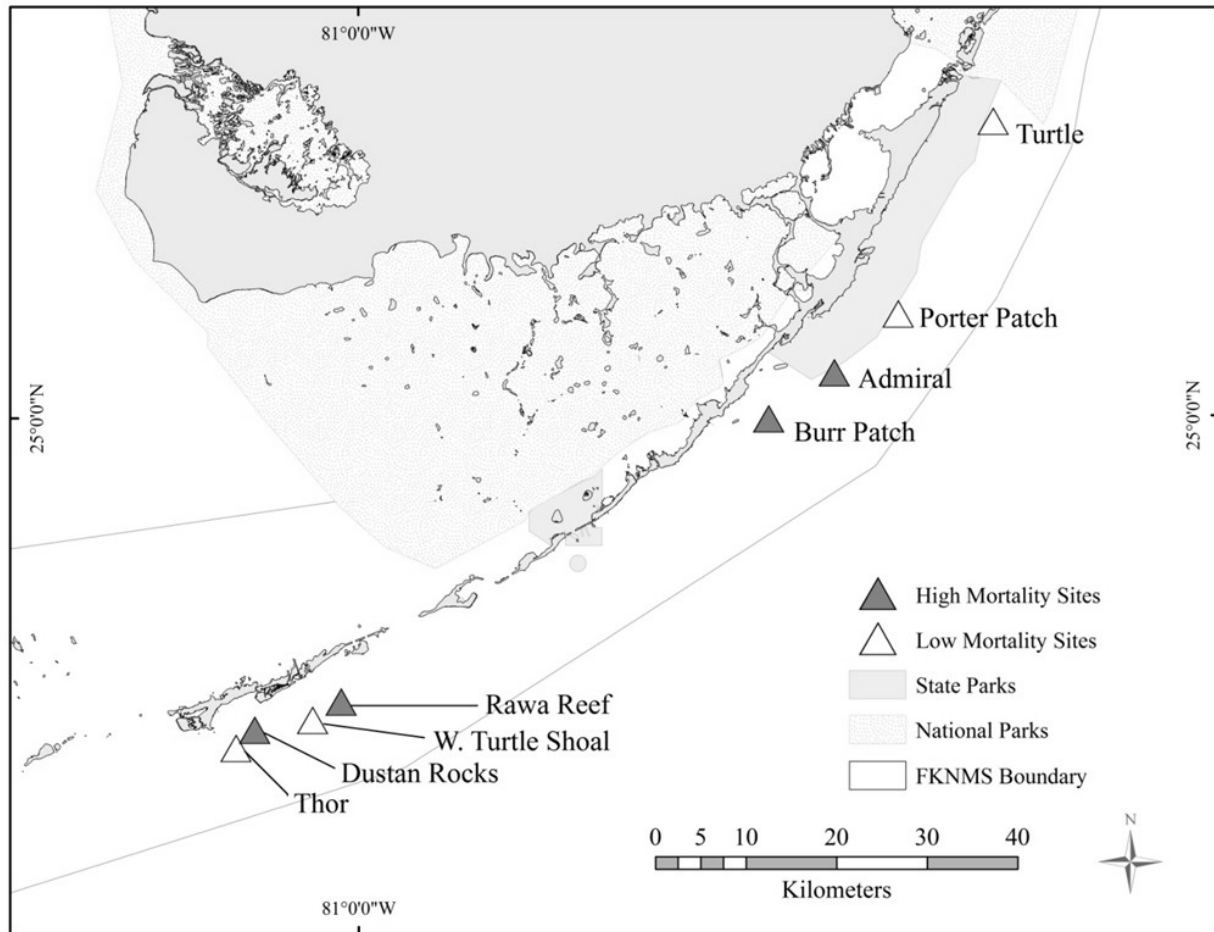 81°0'0"W
Turtle
Porter Patch
Admiral
25°0'0"N
25°0'0"N
Burr Patch
High Mortality Sites
Low Mortality Sites
State Parks
National Parks
FKNMS Boundary
Rawa Reef
W. Turtle Shoal
Dustan Rocks
Thor
N
0 5 10 20 30 40
Kilometers
81°0'0"W